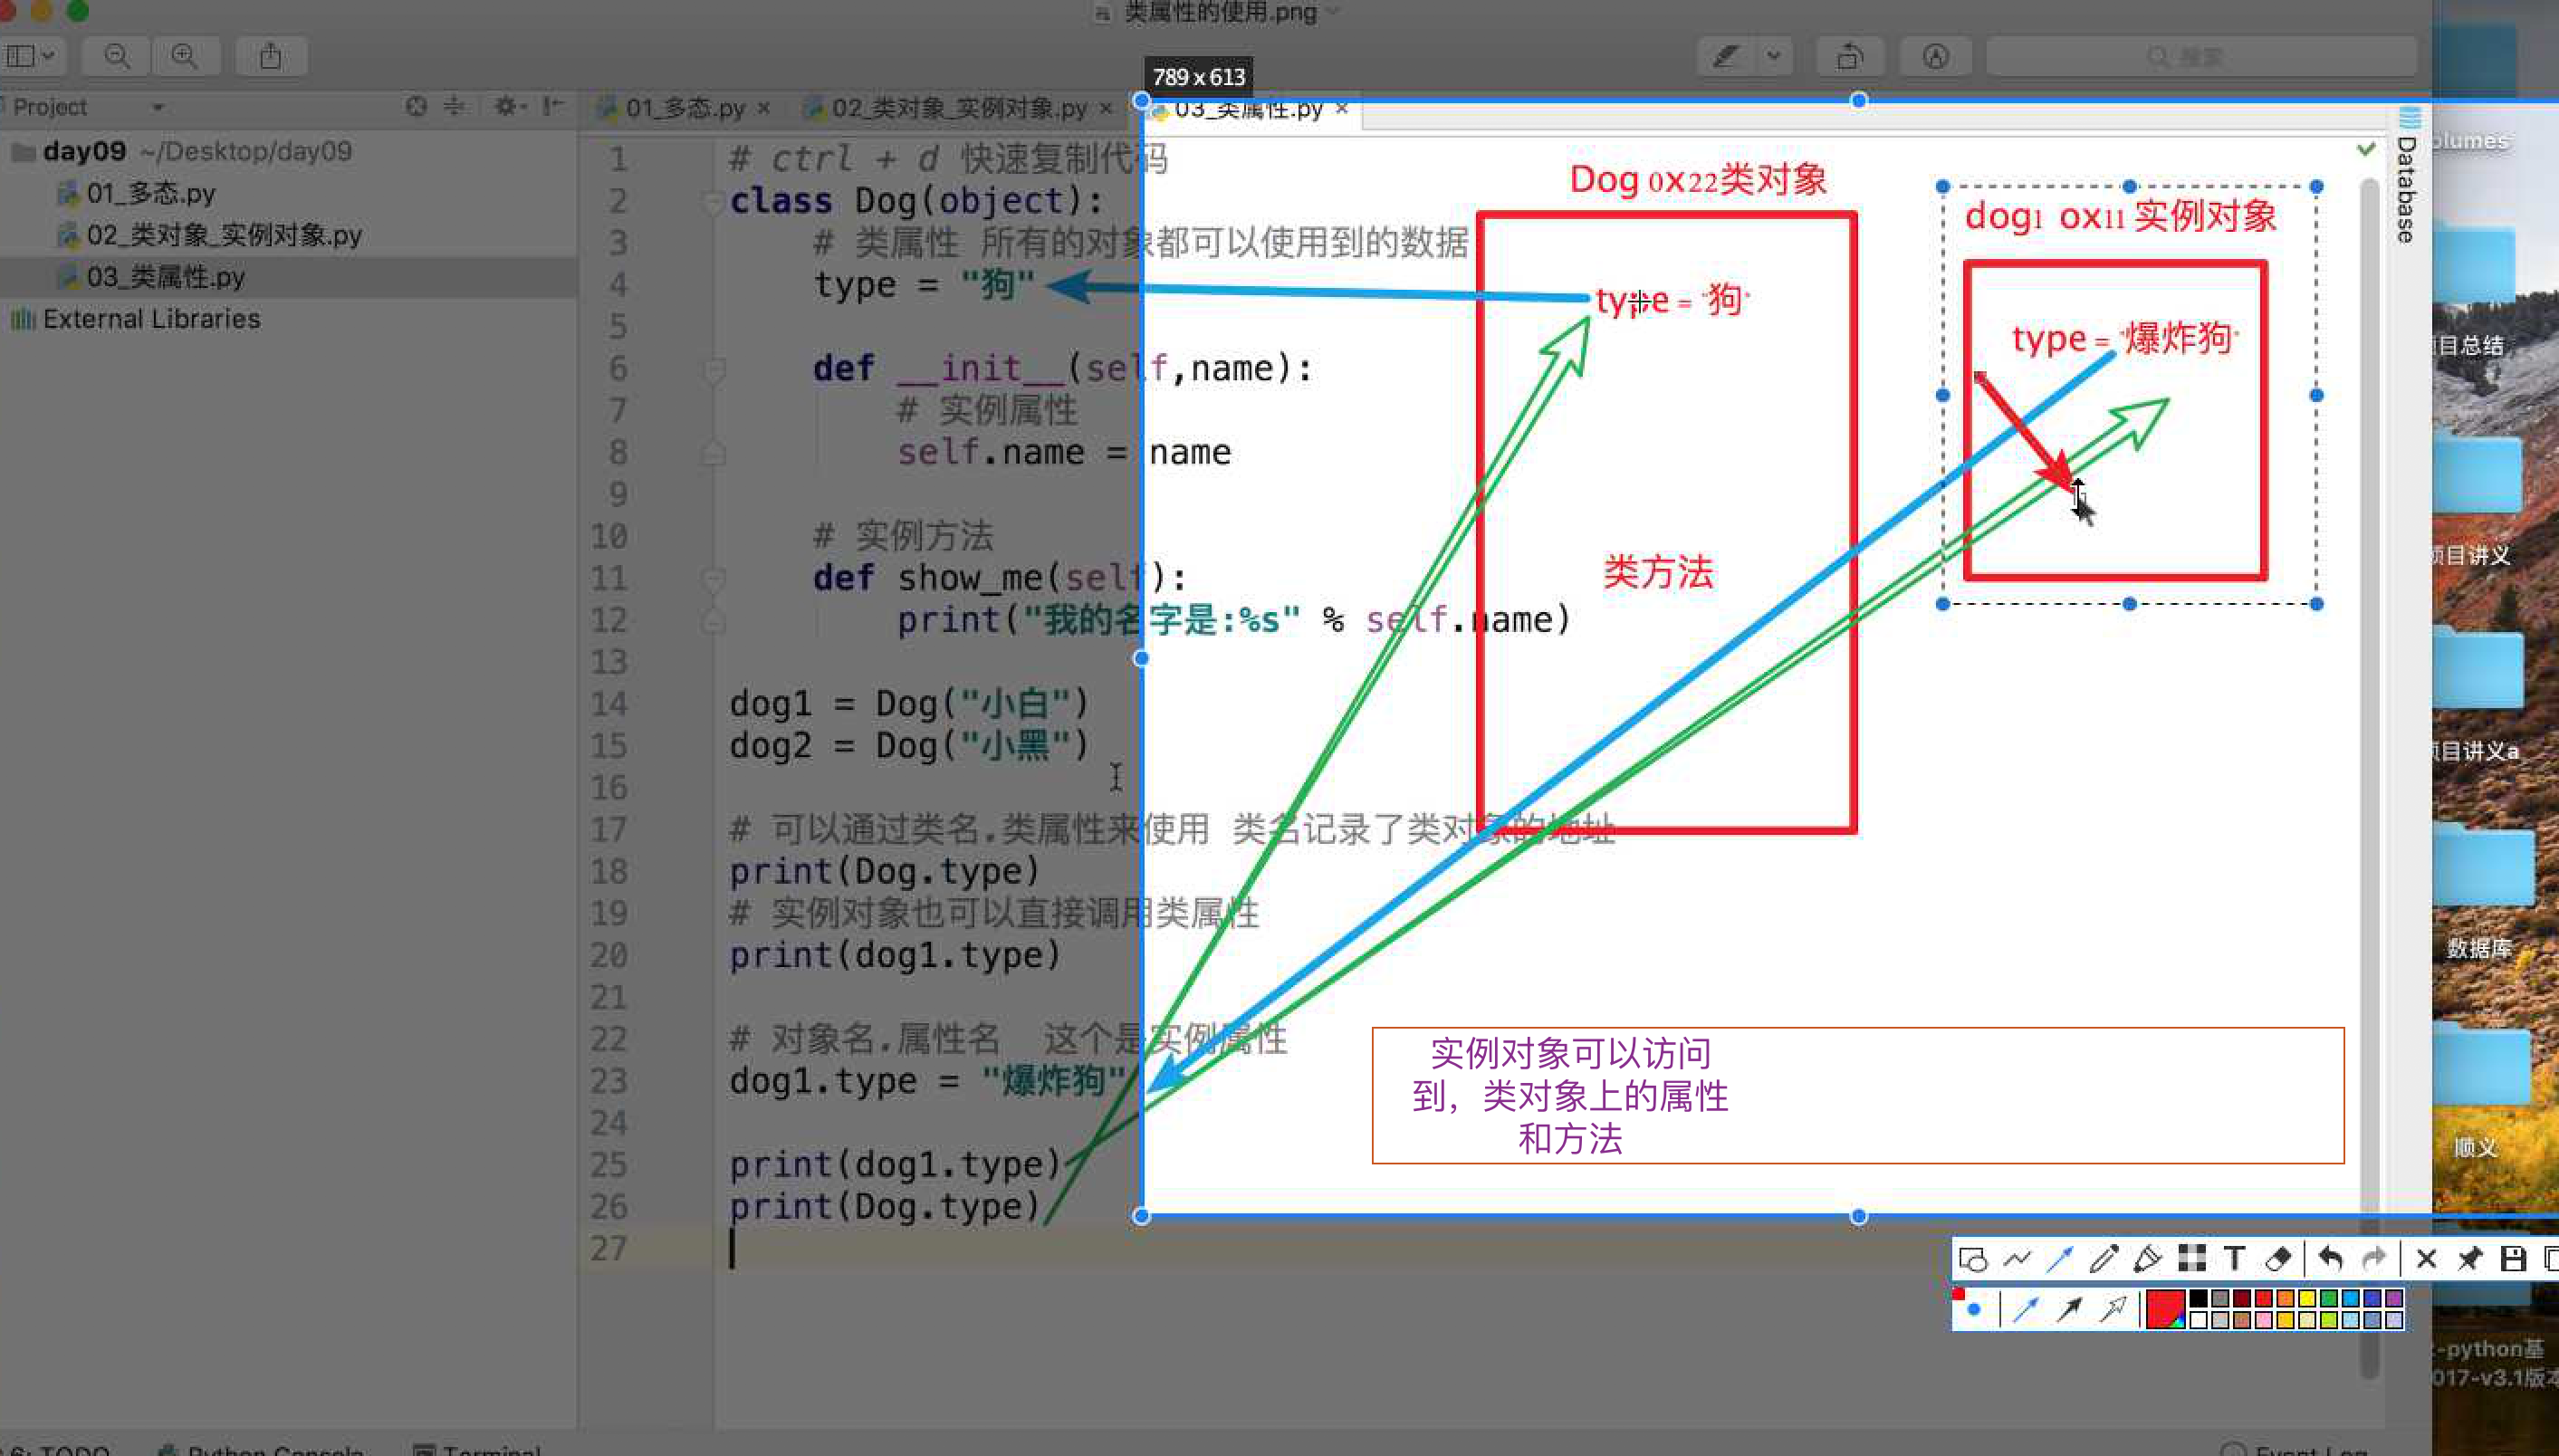 类属性的使用.png
搜索
789 x 613
Project
01_多态.py
02_类对象_实例对象.py
03_类属性.py
day09 ~/Desktop/day09
01_多态.py
02_类对象_实例对象.py
03_类属性.py
External Libraries
1 # ctrl + d 快速复制代码
2 class Dog(object):
3 # 类属性 所有的对象都可以使用到的数据
4 type = "狗"
5
6 def __init__(self,name):
7 # 实例属性
8 self.name = name
9
10 # 实例方法
11 def show_me(self):
12 print("我的名字是:%s" % self.name)
13
14 dog1 = Dog("小白")
15 dog2 = Dog("小黑")
16
17 # 可以通过类名.类属性来使用 类名记录了类对象的地址
18 print(Dog.type)
19 # 实例对象也可以直接调用类属性
20 print(dog1.type)
21
22 # 对象名.属性名 这个是实例属性
23 dog1.type = "爆炸狗"
24
25 print(dog1.type)
26 print(Dog.type)
27
Dog 0x22类对象
type = "狗"
类方法
dog1 ox11 实例对象
type = "爆炸狗"
实例对象可以访问
到，类对象上的属性
和方法
Database
olumes
目总结
项目讲义
项目讲义a
数据库
顺义
-python基
017-v3.1版本
6: TODO
Python Console
Terminal
Event Log